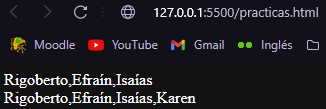 127.0.0.1:5500/practicas.html
Moodle YouTube Gmail Inglés
Rigoberto,Efraín,Isaías
Rigoberto,Efraín,Isaías,Karen